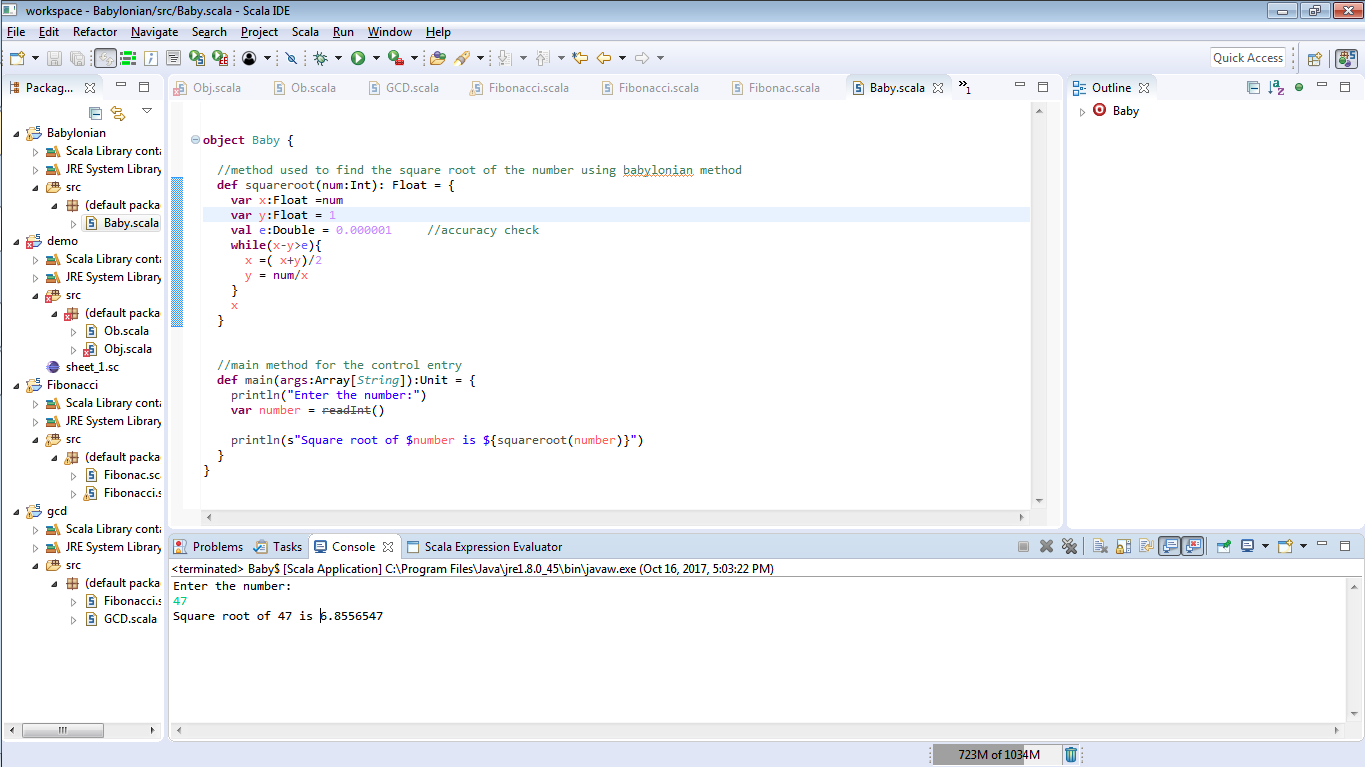 workspace - Babylonian/src/Baby.scala - Scala IDE
File Edit Refactor Navigate Search Project Scala Run Window Help
Quick Access
Packag...
Babylonian
Scala Library conta
JRE System Library
src
(default packa
Baby.scala
demo
Scala Library conta
JRE System Library
src
(default packa
Ob.scala
Obj.scala
sheet_1.sc
Fibonacci
Scala Library conta
JRE System Library
src
(default packa
Fibonac.sc
Fibonacci.s
gcd
Scala Library conta
JRE System Library
src
(default packa
Fibonacci.s
GCD.scala
Obj.scala Ob.scala GCD.scala Fibonacci.scala Fibonacci.scala Fibonac.scala Baby.scala »1
object Baby {
//method used to find the square root of the number using babylonian method
def squareroot(num:Int): Float = {
var x:Float =num
var y:Float = 1
val e:Double = 0.000001 //accuracy check
while(x-y>e){
x =( x+y)/2
y = num/x
}
x
}
//main method for the control entry
def main(args:Array[String]):Unit = {
println("Enter the number:")
var number = readInt()
println(s"Square root of $number is ${squareroot(number)}")
}
}
Outline
Baby
Problems Tasks Console Scala Expression Evaluator
<terminated> Baby$ [Scala Application] C:\Program Files\Java\jre1.8.0_45\bin\javaw.exe (Oct 16, 2017, 5:03:22 PM)
Enter the number:
47
Square root of 47 is 6.8556547
723M of 1034M